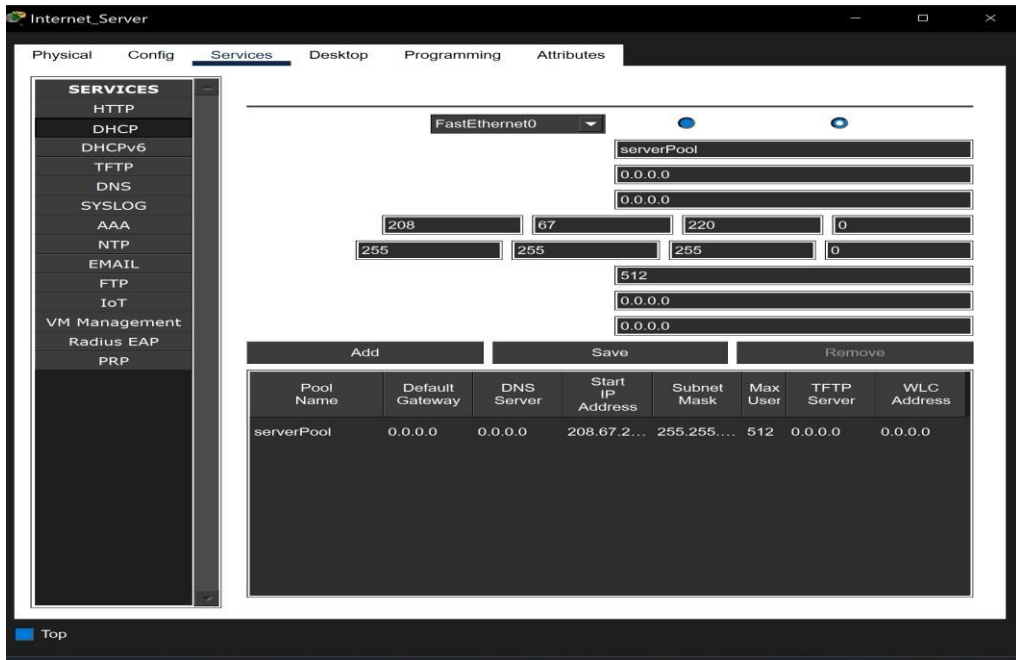 Internet_Server
Physical Config Services Desktop Programming Attributes
SERVICES
HTTP
DHCP
DHCPv6
TFTP
DNS
SYSLOG
AAA
NTP
EMAIL
FTP
IoT
VM Management
Radius EAP
PRP
FastEthernet0
serverPool
0.0.0.0
0.0.0.0
208 67 220 0
255 255 255 0
512
0.0.0.0
0.0.0.0
Add Save Remove
Pool Name Default Gateway DNS Server Start IP Address Subnet Mask Max User TFTP Server WLC Address
serverPool 0.0.0.0 0.0.0.0 208.67.2... 255.255.... 512 0.0.0.0 0.0.0.0
Top